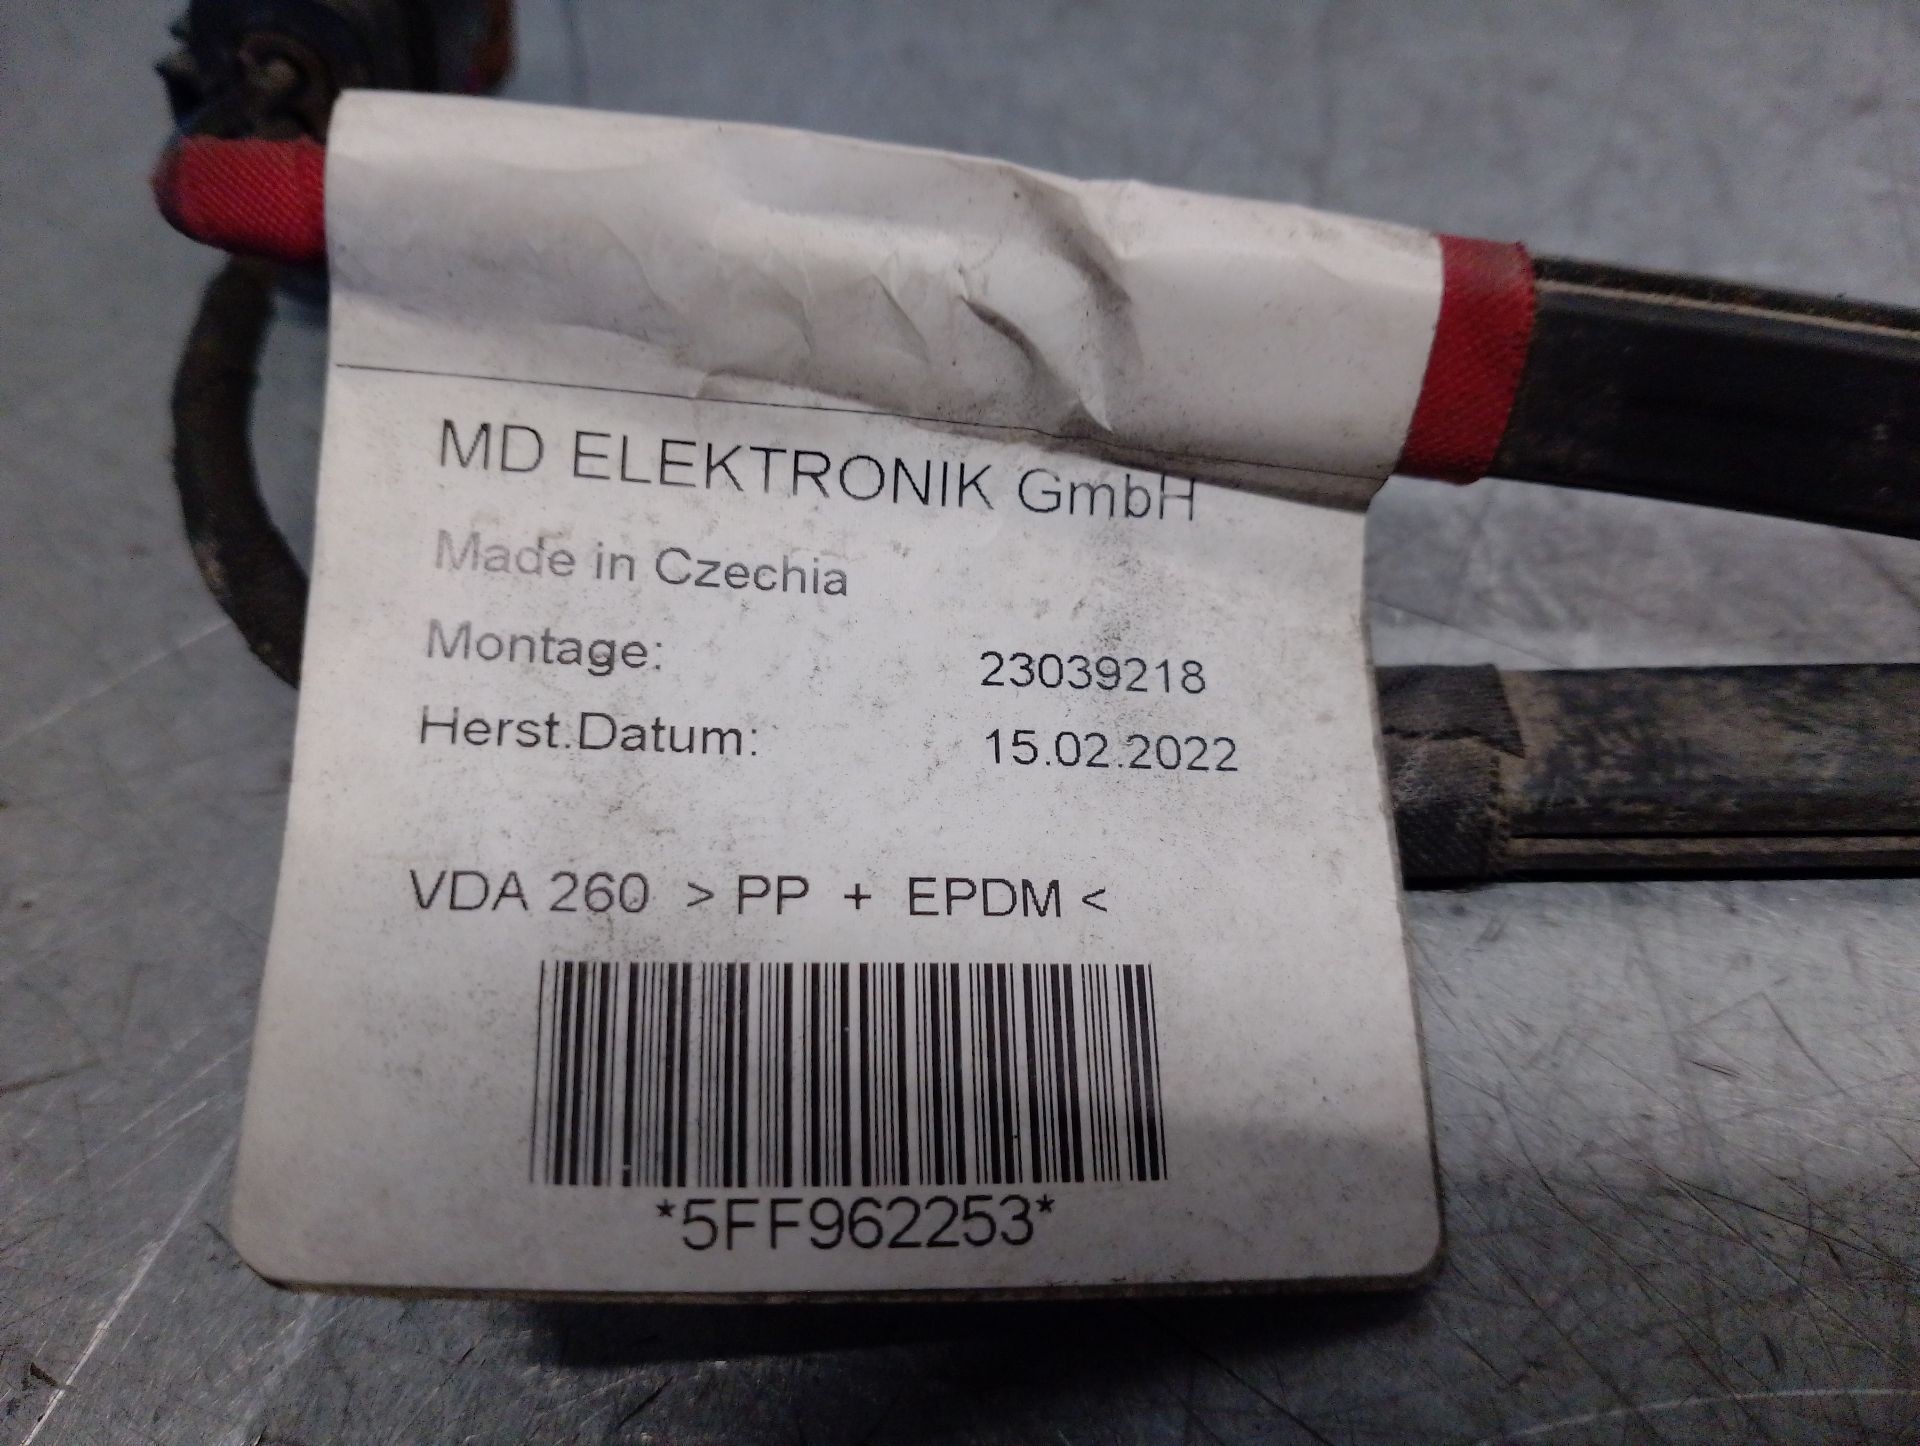 MD ELEKTRONIK GmbH
Made in Czechia
Montage: 23039218
Herst.Datum: 15.02.2022
VDA 260 > PP + EPDM <
*5FF962253*